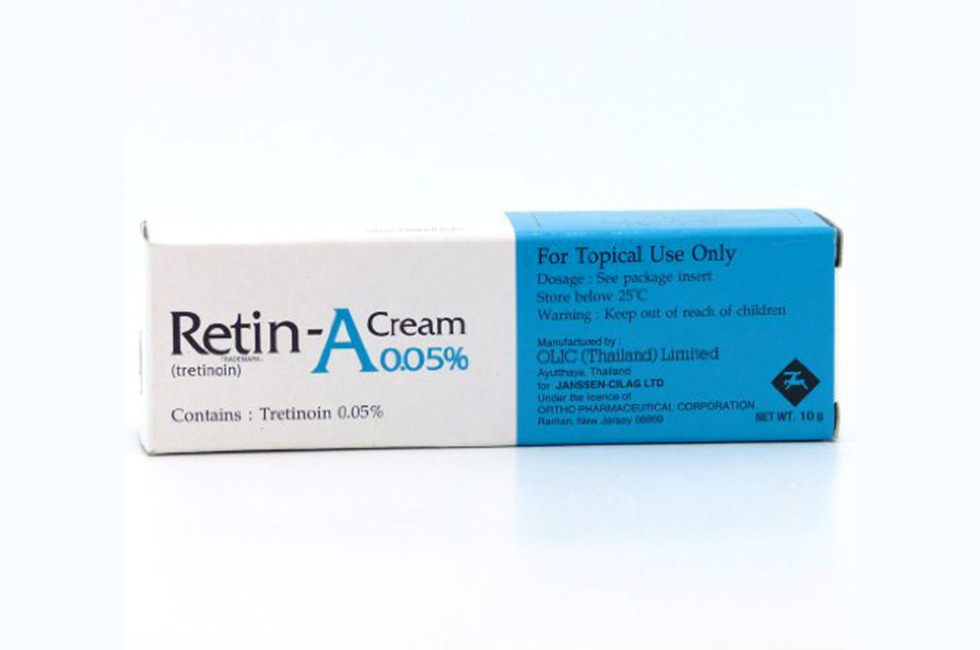 Retin-A Cream
0.05%
TRADEMARK
(tretinoin)
Contains : Tretinoin 0.05%
For Topical Use Only
Dosage : See package insert
Store below 25°C
Warning : Keep out of reach of children
Manufactured by :
OLIC (Thailand) Limited
Ayutthaya, Thailand
for JANSSEN-CILAG LTD
Under the licence of
ORTHO PHARMACEUTICAL CORPORATION
Raritan, New Jersey 08869
NET WT. 10 g